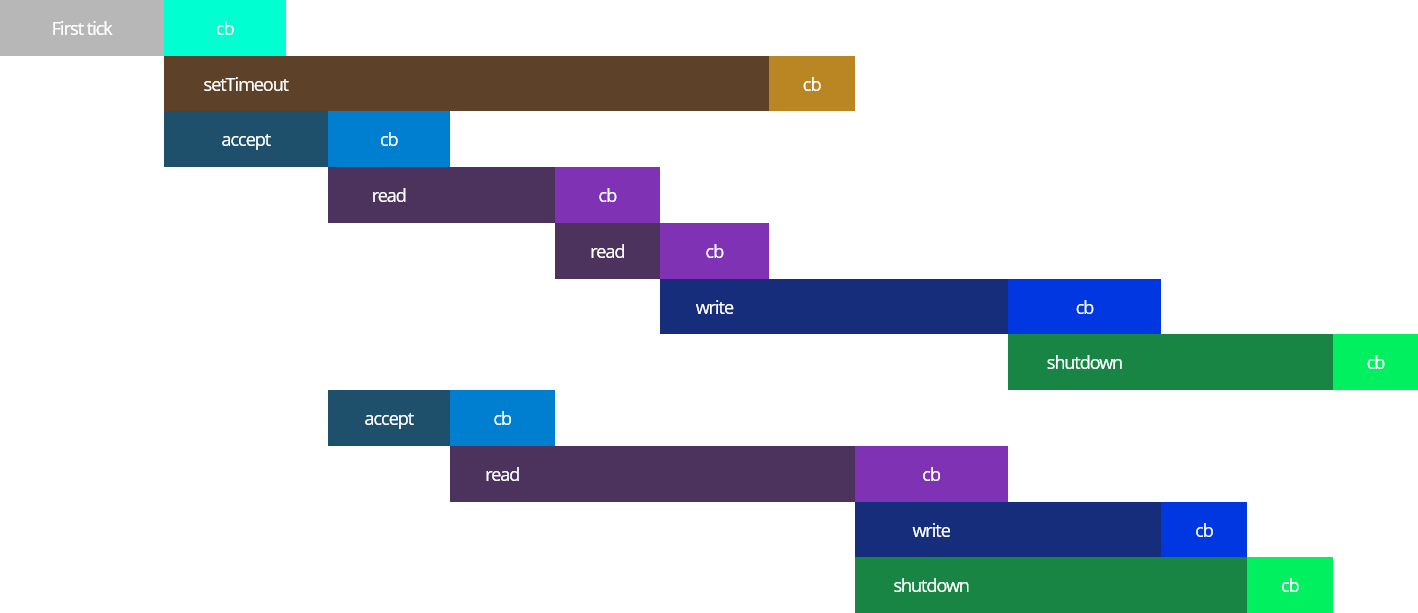 First tick cb
setTimeout cb
accept cb
read cb
read cb
write cb
shutdown cb
accept cb
read cb
write cb
shutdown cb